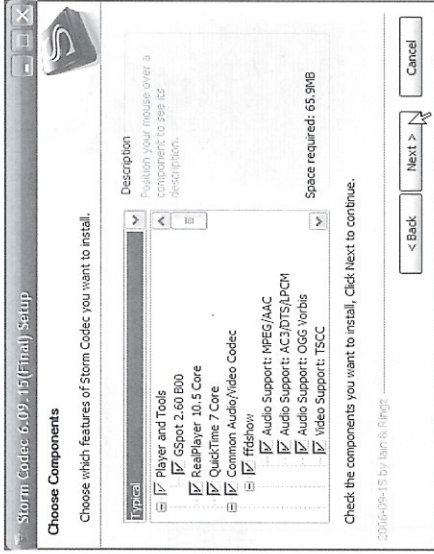 Storm Codec 6.09.15(Final) Setup
Choose Components
Choose which features of Storm Codec you want to install.
Typical
Player and Tools
GSpot 2.60 B00
RealPlayer 10.5 Core
QuickTime 7 Core
Common Audio/Video Codec
ffdshow
Audio Support: MPEG/AAC
Audio Support: AC3/DTS/LPCM
Audio Support: OGG Vorbis
Video Support: TSCC
Description
Position your mouse over a
component to see its
description.
Space required: 65.9MB
Check the components you want to install, Click Next to continue.
2006-09-15 by Iain & Ringz
< Back
Next >
Cancel